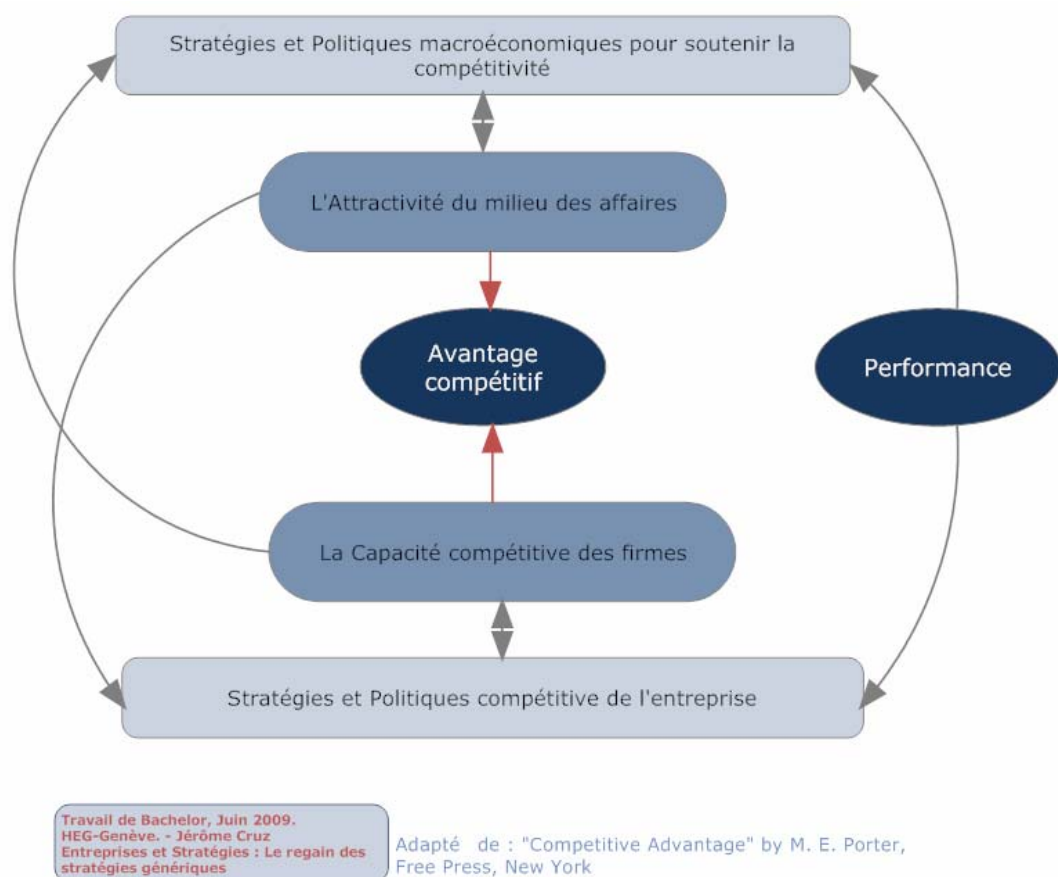 Stratégies et Politiques macroéconomiques pour soutenir la
compétitivité
L'Attractivité du milieu des affaires
Avantage
compétitif
Performance
La Capacité compétitive des firmes
Stratégies et Politiques compétitive de l'entreprise
Travail de Bachelor, Juin 2009.
HEG-Genève. - Jérôme Cruz
Entreprises et Stratégies : Le regain des
stratégies génériques
Adapté de : "Competitive Advantage" by M. E. Porter,
Free Press, New York